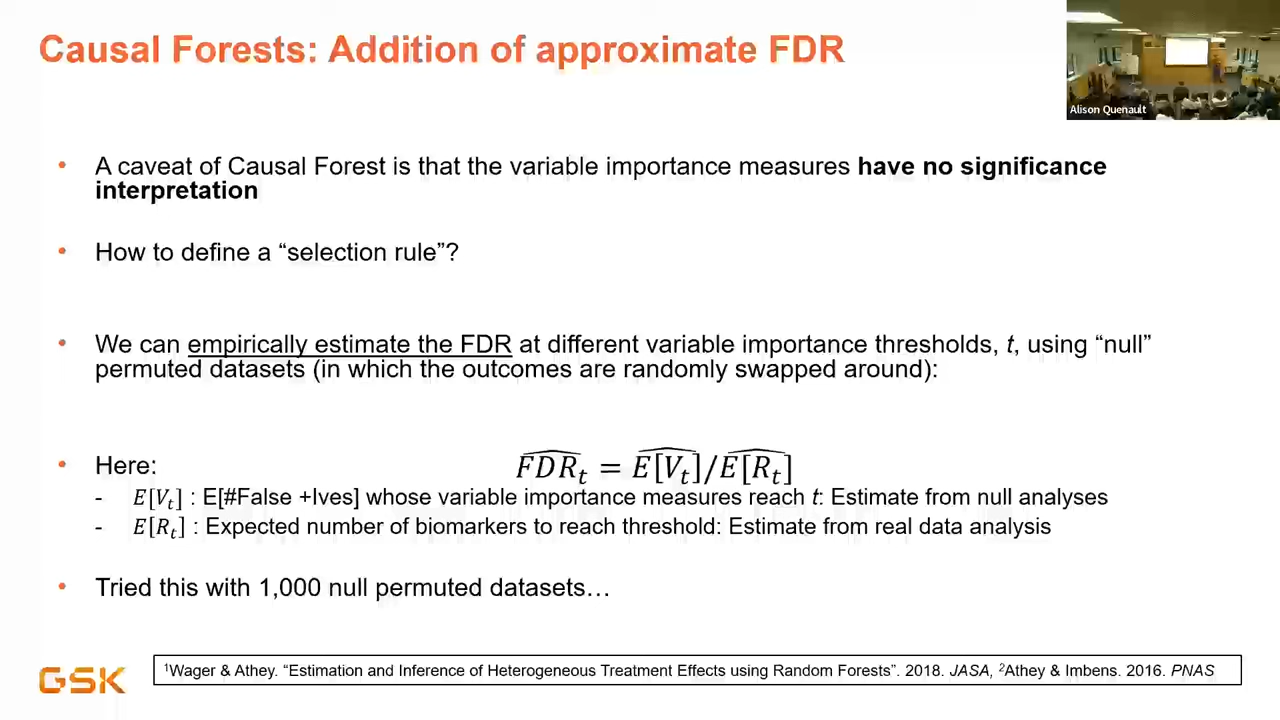 Causal Forests: Addition of approximate FDR
Alison Quenault
• A caveat of Causal Forest is that the variable importance measures have no significance
interpretation
• How to define a “selection rule”?
• We can empirically estimate the FDR at different variable importance thresholds, t, using “null”
permuted datasets (in which the outcomes are randomly swapped around):
• Here: \widehat{FDR_t} = \widehat{E[V_t]}/\widehat{E[R_t]}
- E[V_t] : E[#False +Ives] whose variable importance measures reach t: Estimate from null analyses
- E[R_t] : Expected number of biomarkers to reach threshold: Estimate from real data analysis
• Tried this with 1,000 null permuted datasets…
GSK
¹Wager & Athey. “Estimation and Inference of Heterogeneous Treatment Effects using Random Forests”. 2018. JASA, ²Athey & Imbens. 2016. PNAS